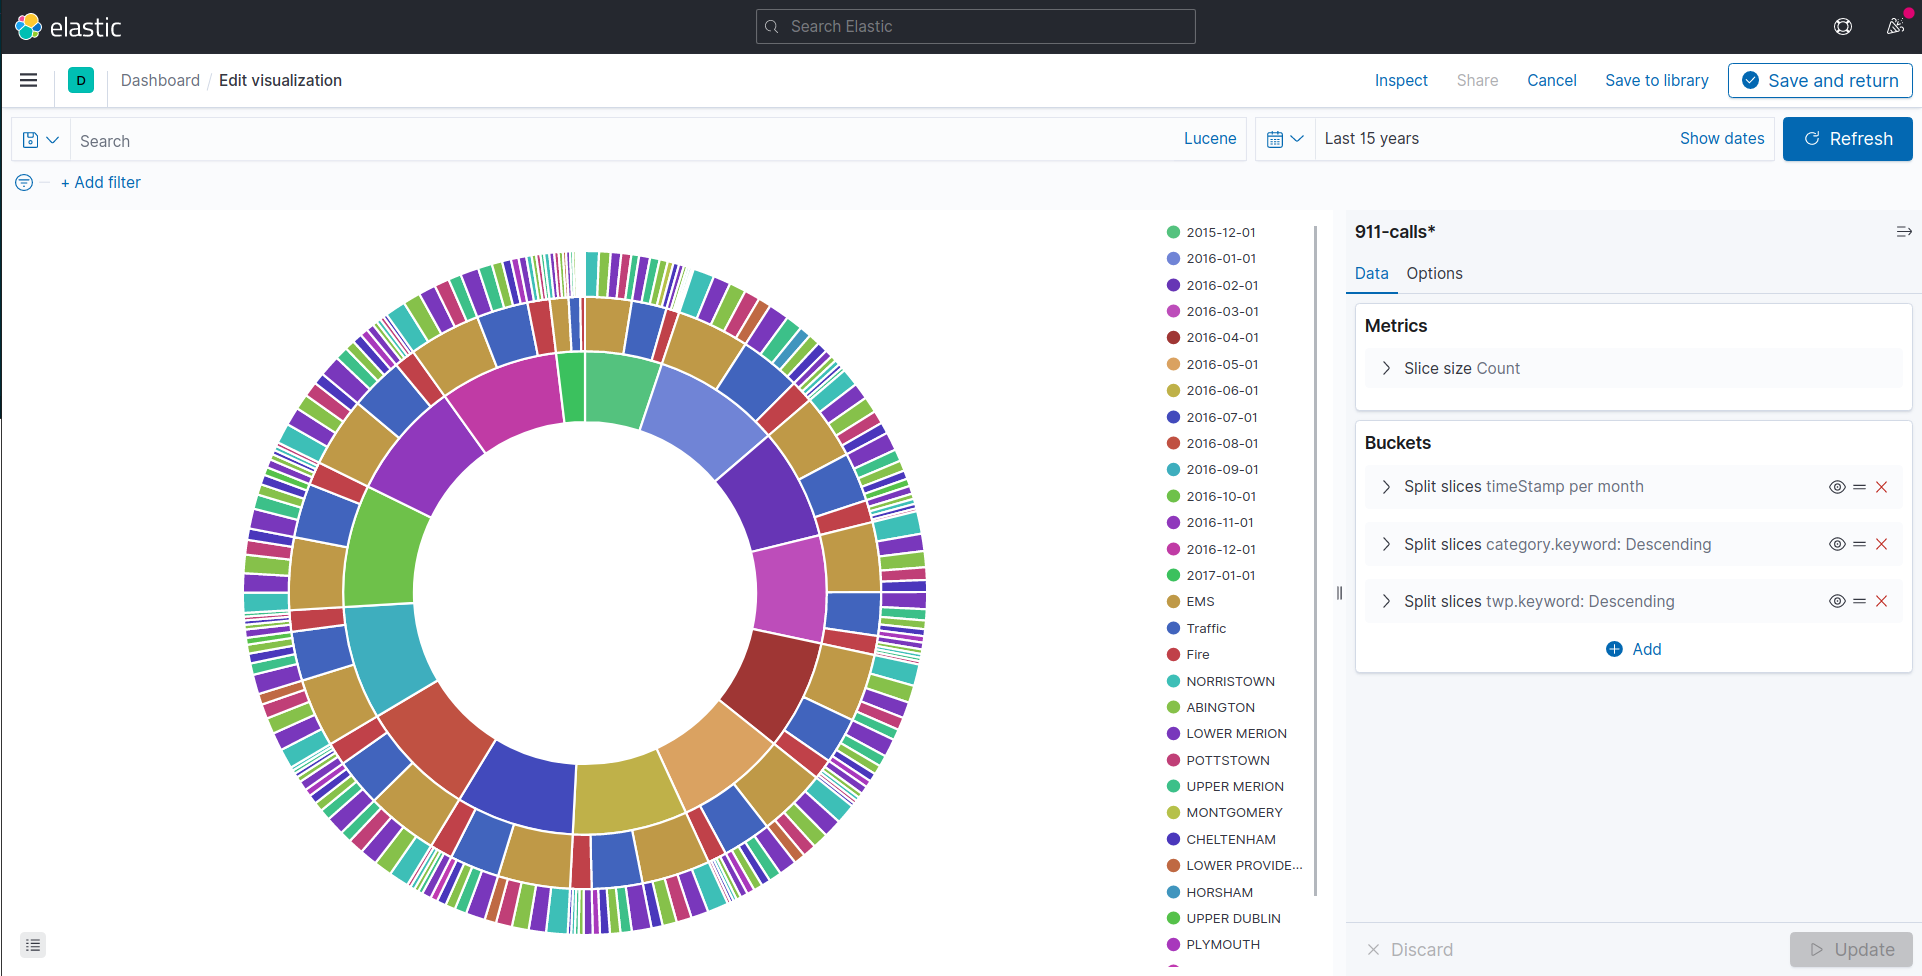 elastic
Search Elastic
D
Dashboard / Edit visualization
Inspect
Share
Cancel
Save to library
Save and return
Search
Lucene
Last 15 years
Show dates
Refresh
+ Add filter
2015-12-01
2016-01-01
2016-02-01
2016-03-01
2016-04-01
2016-05-01
2016-06-01
2016-07-01
2016-08-01
2016-09-01
2016-10-01
2016-11-01
2016-12-01
2017-01-01
EMS
Traffic
Fire
NORRISTOWN
ABINGTON
LOWER MERION
POTTSTOWN
UPPER MERION
MONTGOMERY
CHELTENHAM
LOWER PROVIDE...
HORSHAM
UPPER DUBLIN
PLYMOUTH
911-calls*
Data
Options
Metrics
Slice size Count
Buckets
Split slices timeStamp per month
Split slices category.keyword: Descending
Split slices twp.keyword: Descending
Add
Discard
Update